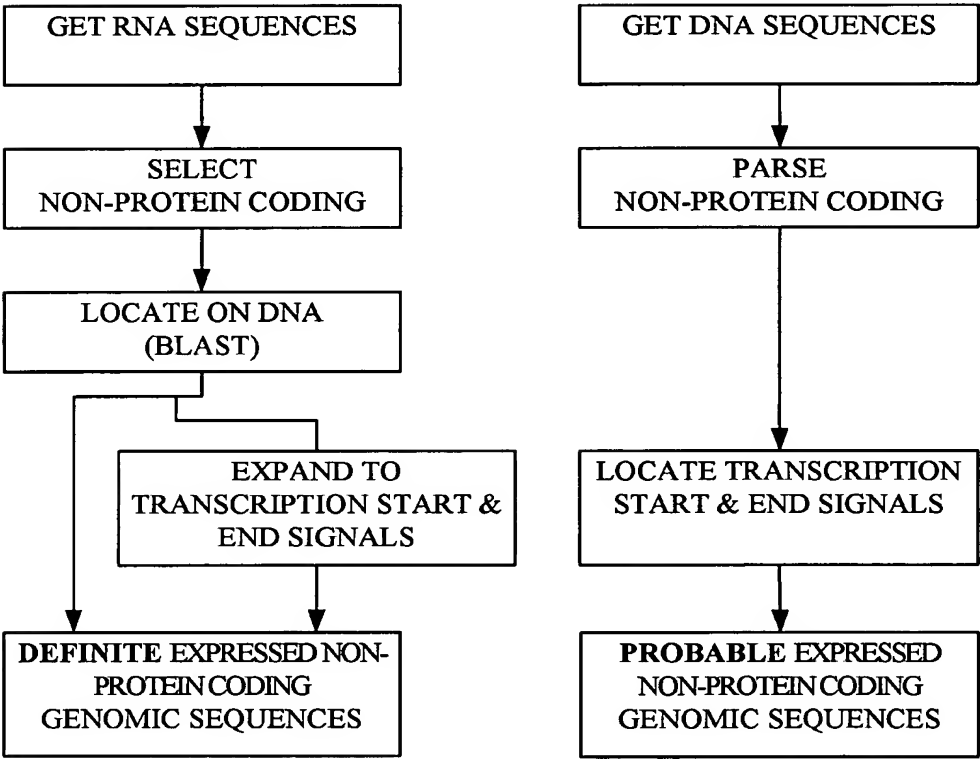 GET RNA SEQUENCES
SELECT
NON-PROTEIN CODING
LOCATE ON DNA
(BLAST)
EXPAND TO
TRANSCRIPTION START &
END SIGNALS
DEFINITE EXPRESSED NON-
PROTEIN CODING
GENOMIC SEQUENCES
GET DNA SEQUENCES
PARSE
NON-PROTEIN CODING
LOCATE TRANSCRIPTION
START & END SIGNALS
PROBABLE EXPRESSED
NON-PROTEIN CODING
GENOMIC SEQUENCES